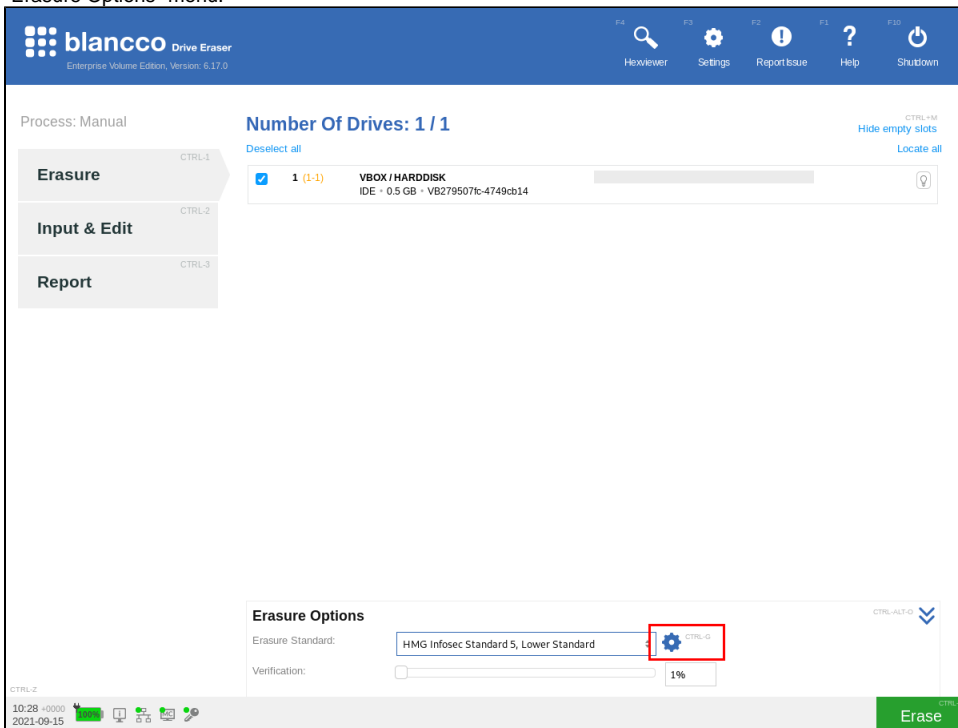 "Erasure Options" menu.
F4 F3 F2 F1 F10
blancco Drive Eraser
Enterprise Volume Edition, Version: 6.17.0
Hexviewer Settings Report Issue Help Shutdown
Process: Manual
Number Of Drives: 1 / 1
CTRL+M
Hide empty slots
Deselect all
Locate all
CTRL-1
Erasure
1 (1-1) VBOX / HARDDISK
IDE • 0.5 GB • VB279507fc-4749cb14
CTRL-2
Input & Edit
CTRL-3
Report
Erasure Options
CTRL-ALT-O
Erasure Standard: HMG Infosec Standard 5, Lower Standard CTRL-G
Verification: 1%
CTRL-Z
10:28 +0000
2021-09-15
100%
MC
CTRL-
Erase